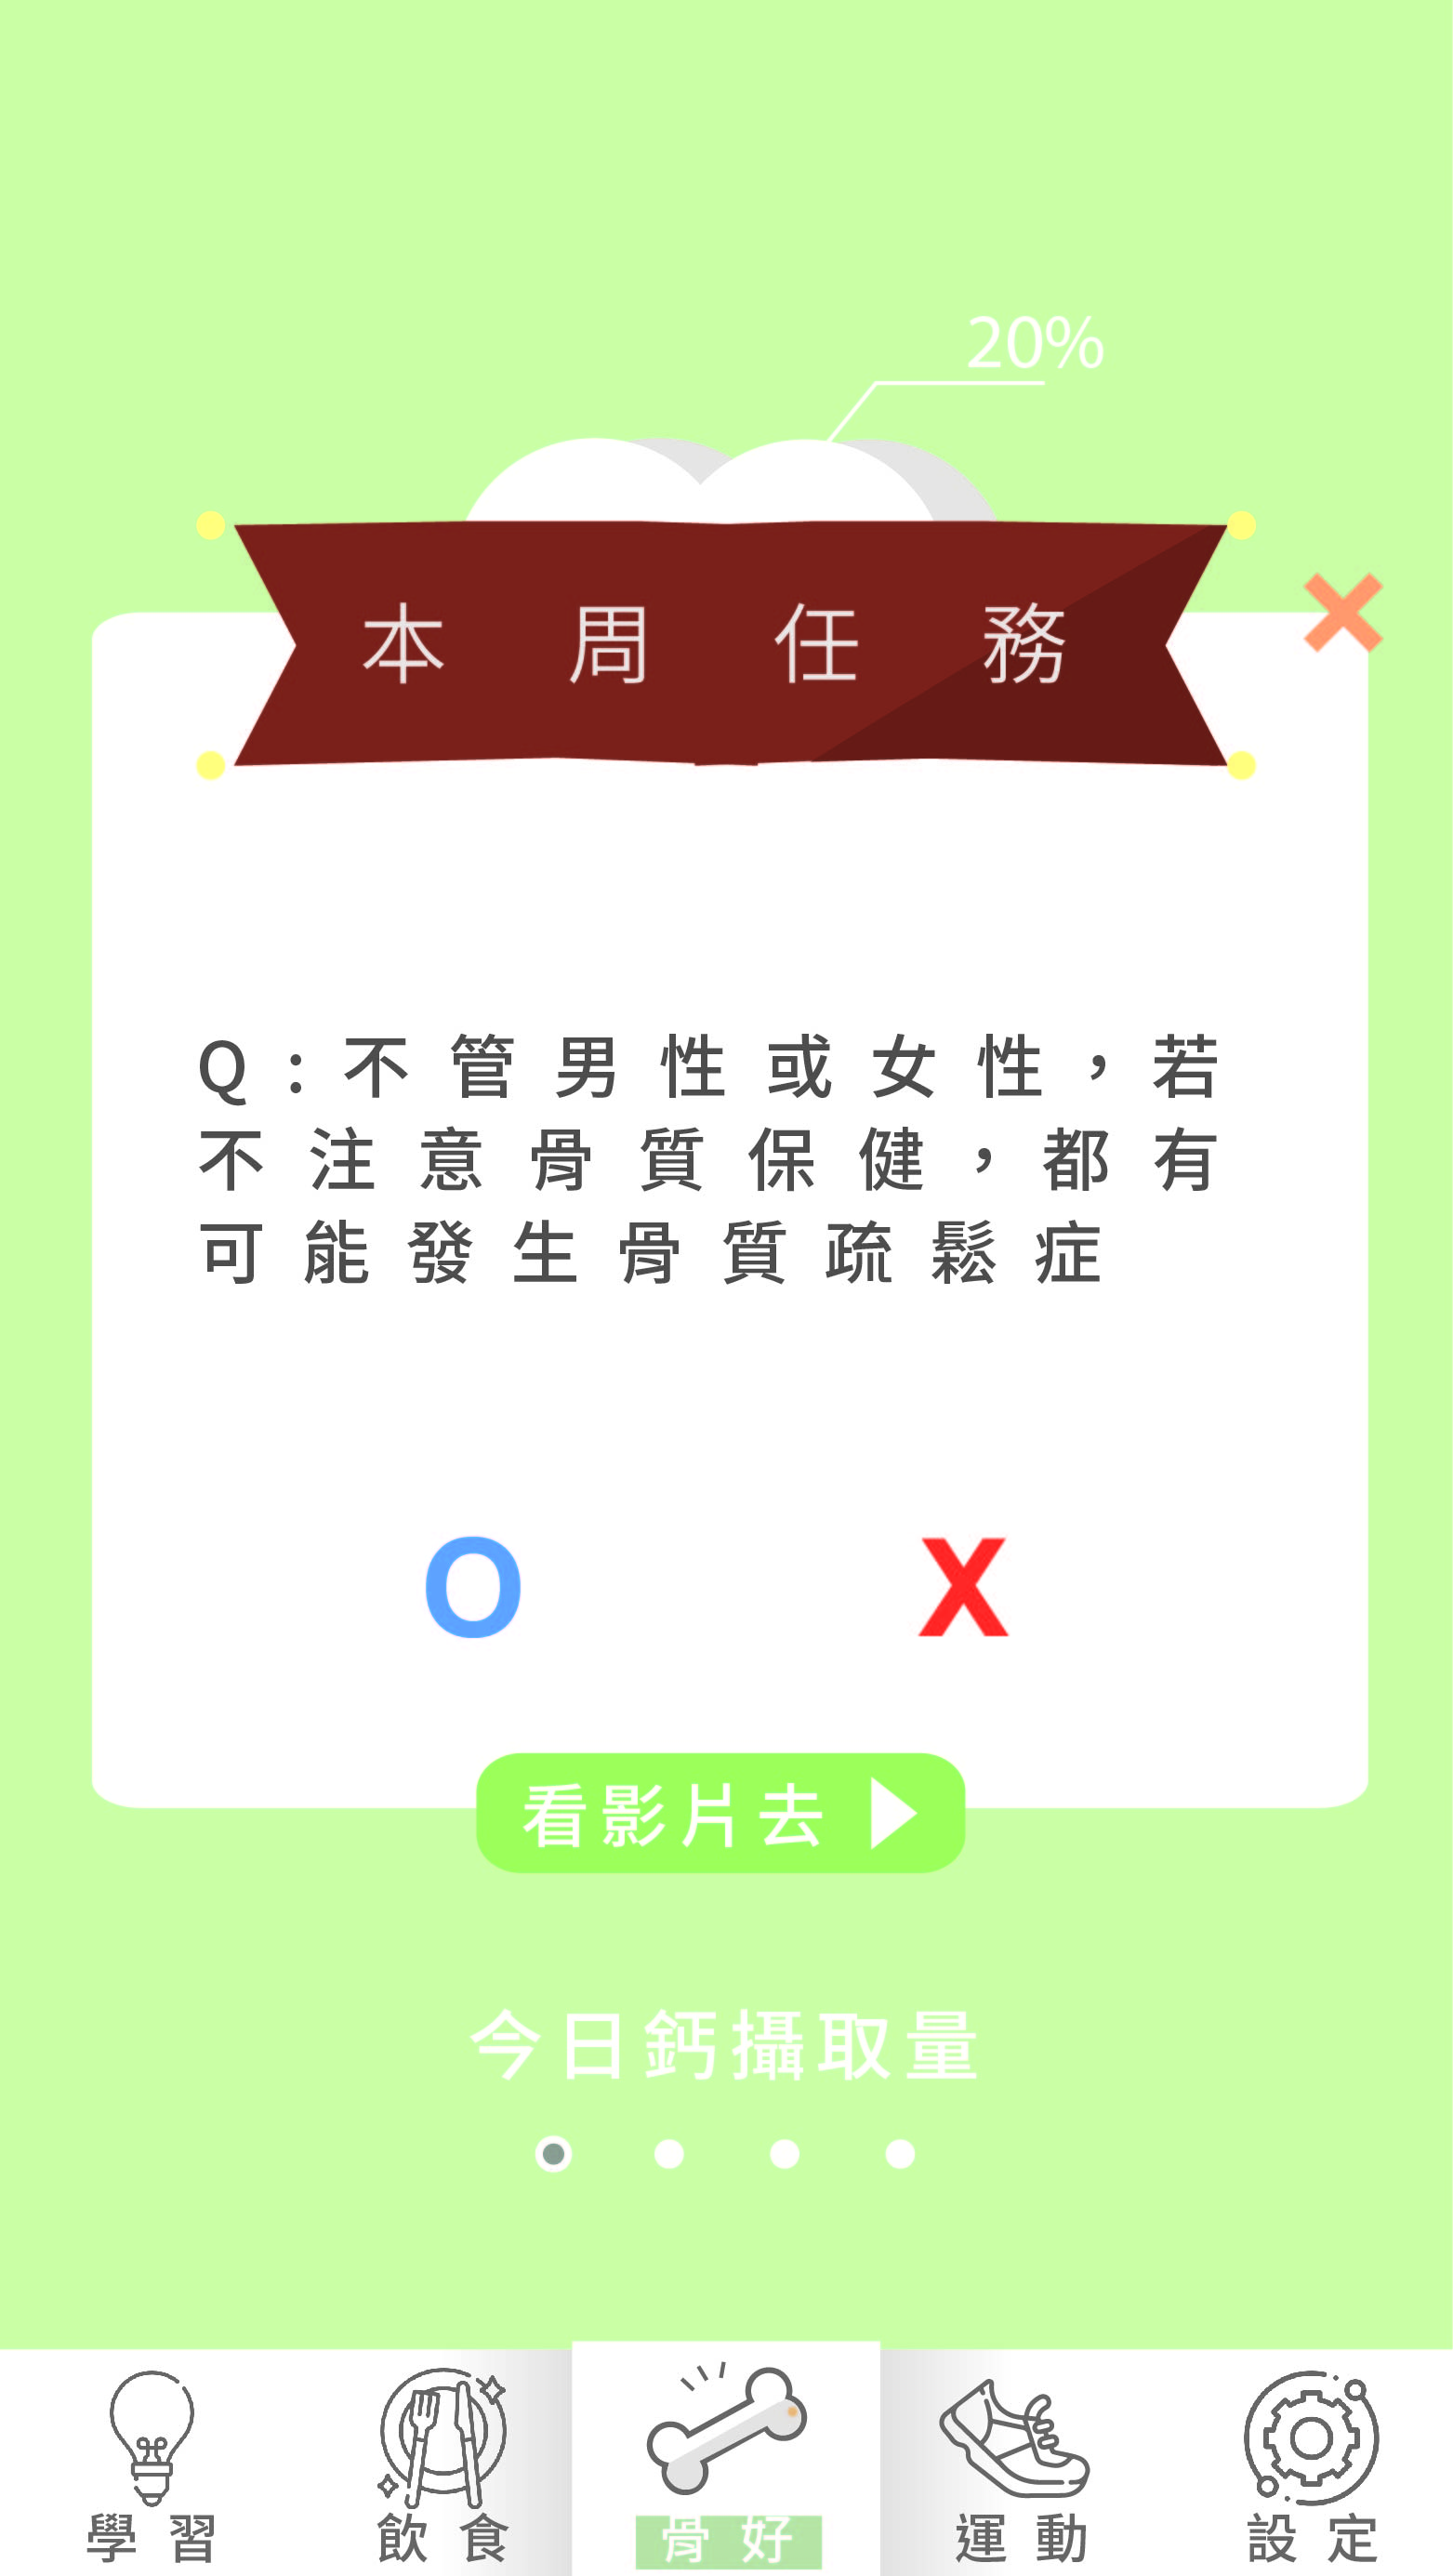 20%
本周任務
Q：不管男性或女性，若
不注意骨質保健，都有
可能發生骨質疏鬆症
O X
看影片去
今日鈣攝取量
學習 飲食 骨好 運動 設定